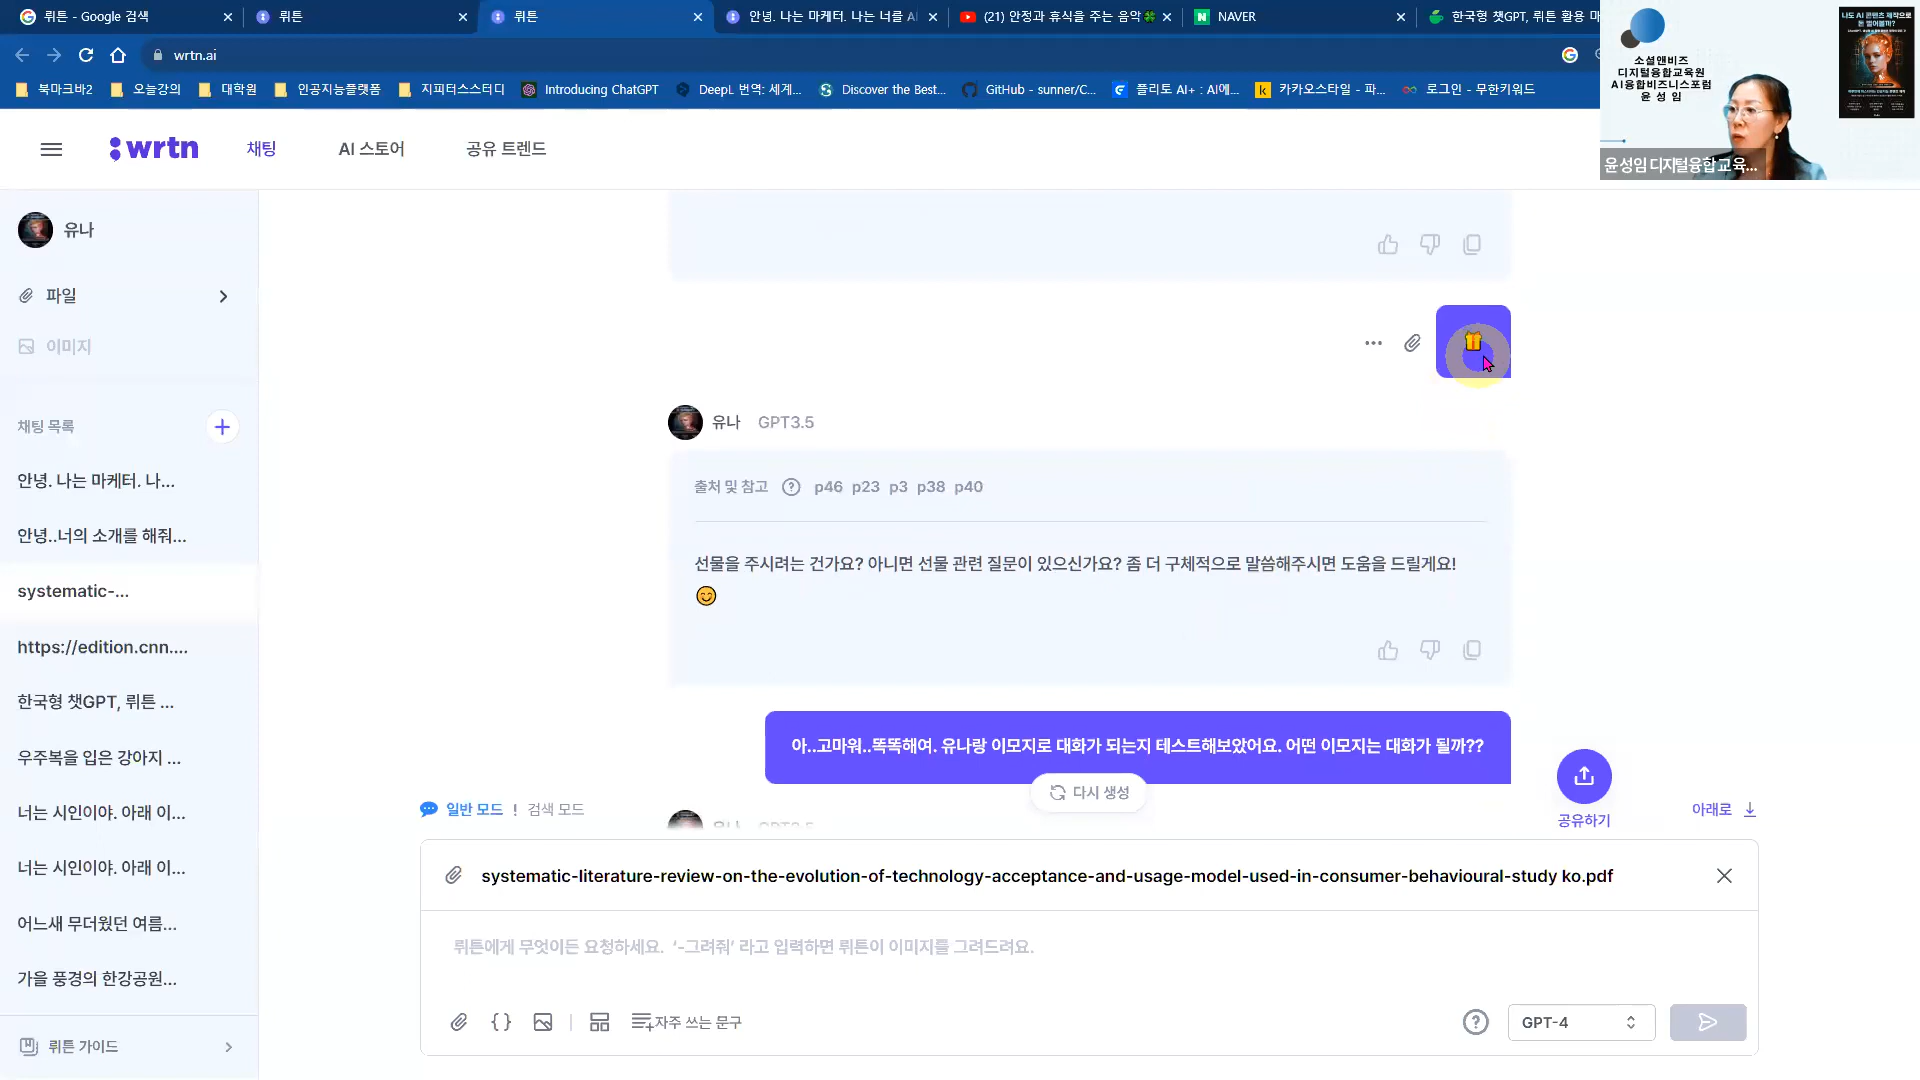 뤼튼 - Google 검색
뤼튼
뤼튼
안녕. 나는 마케터. 나는 너를 AI
(21) 안정과 휴식을 주는 음악🍀
NAVER
한국형 챗GPT, 뤼튼 활용 마
wrtn.ai
북마크바2
오늘강의
대학원
인공지능플랫폼
지피터스스터디
Introducing ChatGPT
DeepL 번역: 세계...
Discover the Best...
GitHub - sunner/C...
플리토 AI+ : AI에...
카카오스타일 - 파...
로그인 - 무한키워드
소셜앤비즈
디지털융합교육원
AI융합비즈니스포럼
윤 성 임
나도 AI 콘텐츠 제작으로
돈 벌어볼까?
윤성임 디지털융합교육...
wrtn
채팅
AI 스토어
공유 트렌드
유나
파일
이미지
채팅 목록
안녕. 나는 마케터. 나...
안녕..너의 소개를 해줘...
systematic-...
https://edition.cnn....
한국형 챗GPT, 뤼튼 ...
우주복을 입은 강아지 ...
너는 시인이야. 아래 이...
너는 시인이야. 아래 이...
어느새 무더웠던 여름...
가을 풍경의 한강공원...
뤼튼 가이드
🎁
유나 GPT3.5
출처 및 참고 ? p46 p23 p3 p38 p40
선물을 주시려는 건가요? 아니면 선물 관련 질문이 있으신가요? 좀 더 구체적으로 말씀해주시면 도움을 드릴게요!
😊
아..고마워..똑똑해여. 유나랑 이모지로 대화가 되는지 테스트해보았어요. 어떤 이모지는 대화가 될까??
다시 생성
유나 GPT3.5
일반 모드 ! 검색 모드
공유하기
아래로
systematic-literature-review-on-the-evolution-of-technology-acceptance-and-usage-model-used-in-consumer-behavioural-study ko.pdf
뤼튼에게 무엇이든 요청하세요. ‘-그려줘’ 라고 입력하면 뤼튼이 이미지를 그려드려요.
자주 쓰는 문구
GPT-4